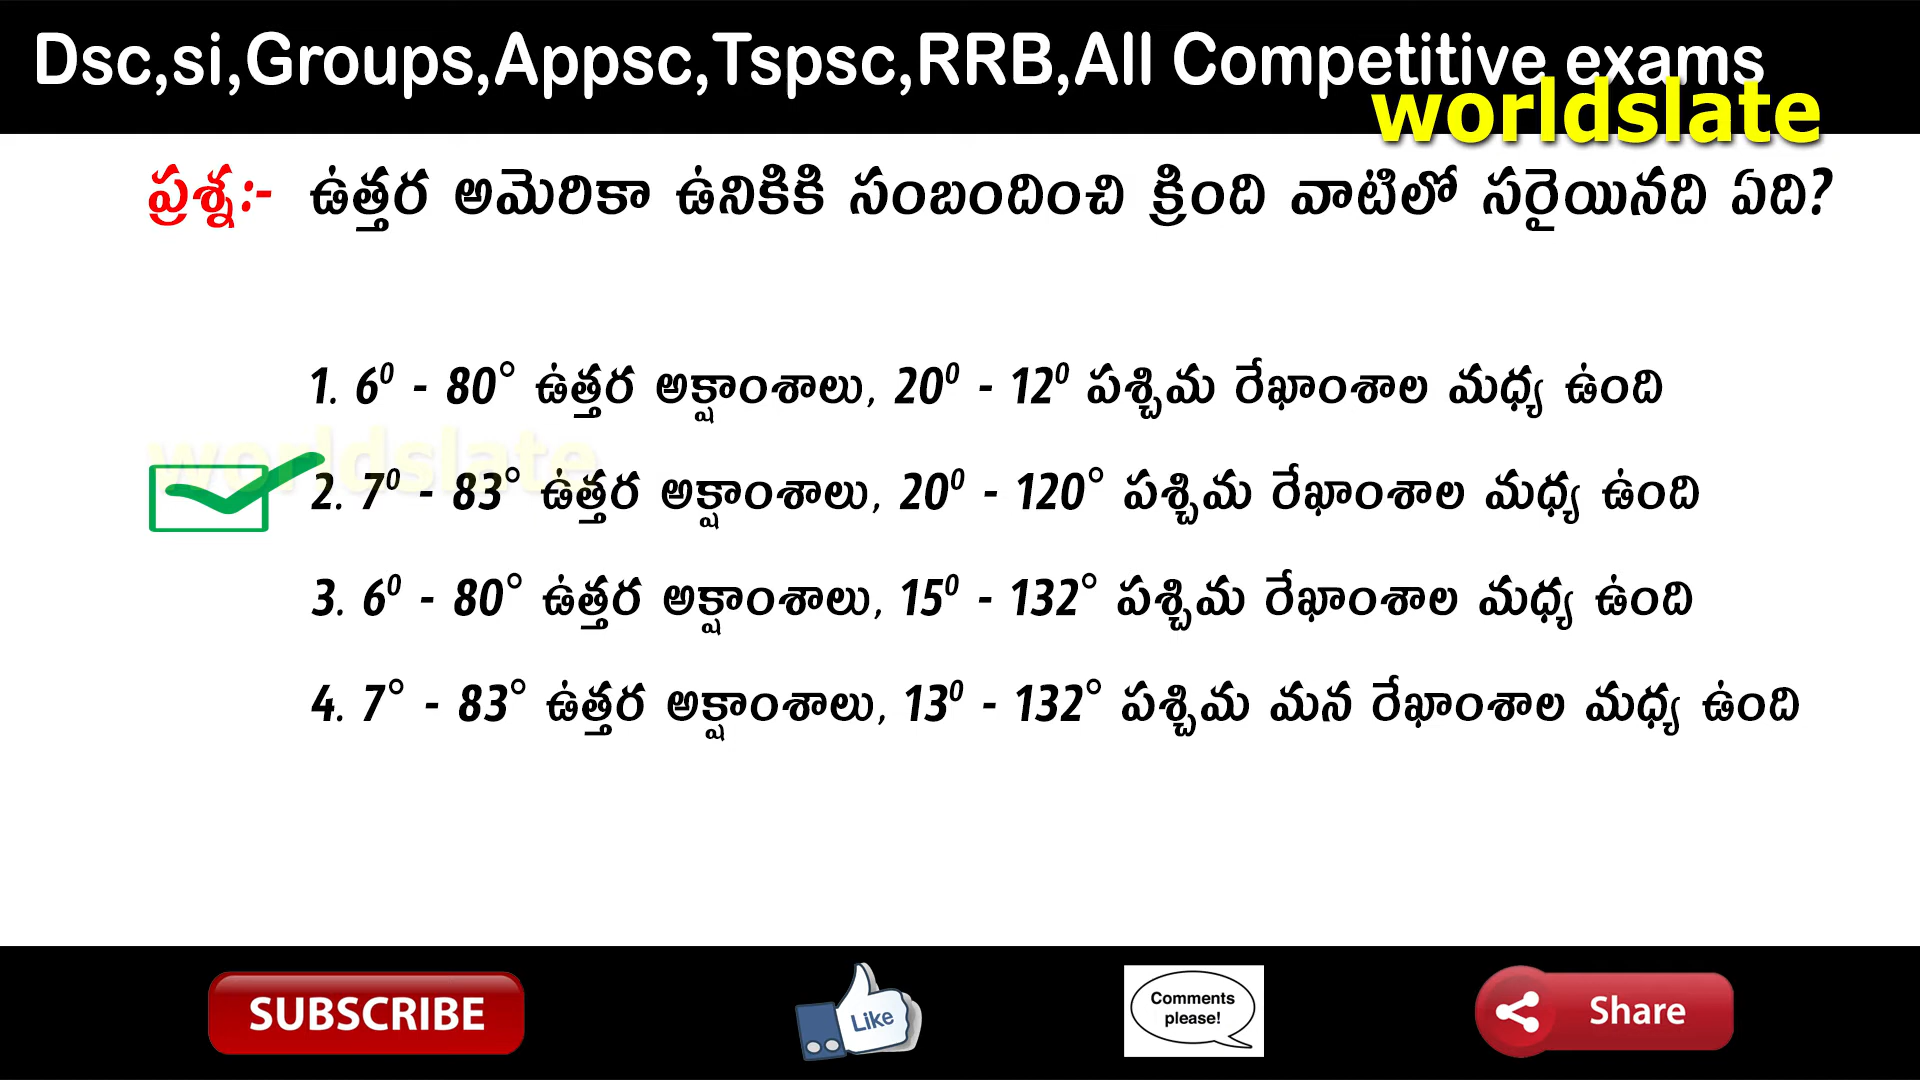 Dsc,si,Groups,Appsc,Tspsc,RRB,All Competitive exams
worldslate
ప్రశ్న:- ఉత్తర అమెరికా ఉనికికి సంబందించి క్రింది వాటిలో సరైయినది ఏది?
1. 6⁰ - 80° ఉత్తర అక్షాంశాలు, 20⁰ - 12⁰ పశ్చిమ రేఖాంశాల మధ్య ఉంది
worldslate
2. 7⁰ - 83° ఉత్తర అక్షాంశాలు, 20⁰ - 120° పశ్చిమ రేఖాంశాల మధ్య ఉంది
3. 6⁰ - 80° ఉత్తర అక్షాంశాలు, 15⁰ - 132° పశ్చిమ రేఖాంశాల మధ్య ఉంది
4. 7° - 83° ఉత్తర అక్షాంశాలు, 13⁰ - 132° పశ్చిమ మన రేఖాంశాల మధ్య ఉంది
SUBSCRIBE
Like
Comments
please!
Share